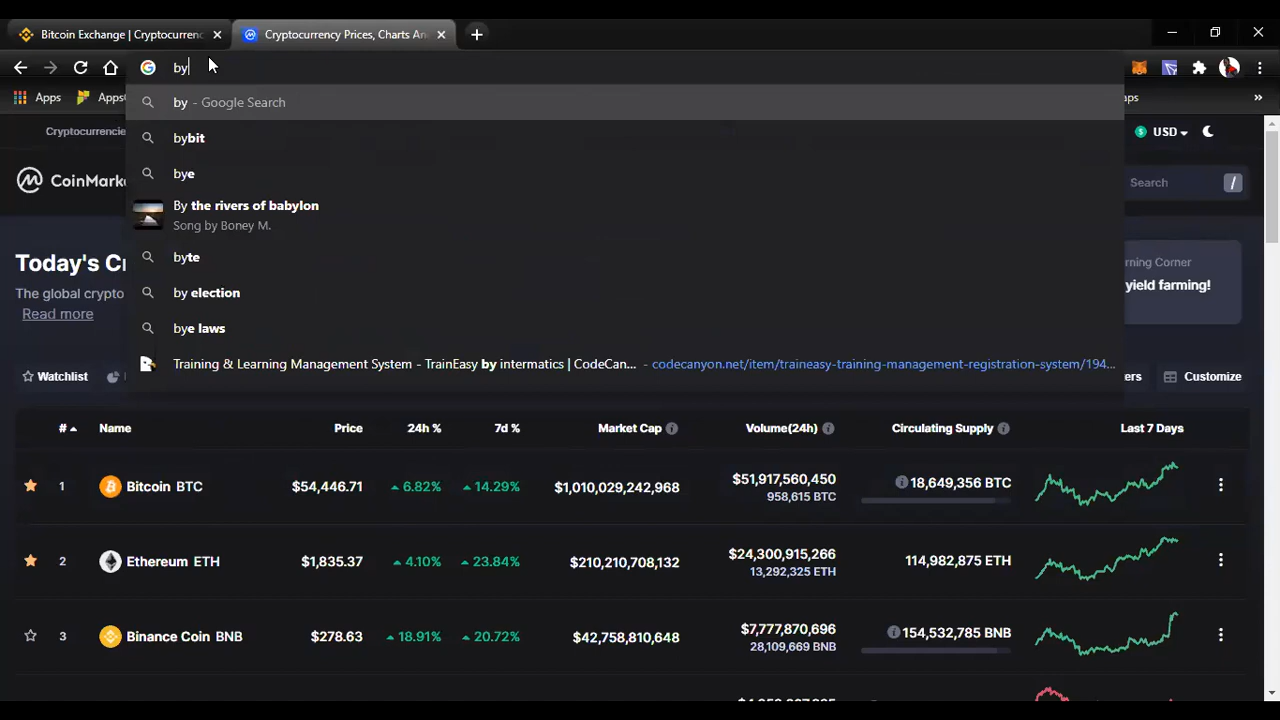 Bitcoin Exchange | Cryptocurrenc
Cryptocurrency Prices, Charts An
by
Apps
by - Google Search
bybit
bye
By the rivers of babylon
Song by Boney M.
byte
by election
bye laws
Training & Learning Management System - TrainEasy by intermatics | CodeCan... - codecanyon.net/item/traineasy-training-management-registration-system/194...
Cryptocurrencie
USD
CoinMark
Search /
Today's Cr
The global crypto
Read more
rning Corner
yield farming!
Watchlist
ers
Customize
# Name Price 24h % 7d % Market Cap Volume(24h) Circulating Supply Last 7 Days
1 Bitcoin BTC $54,446.71 6.82% 14.29% $1,010,029,242,968 $51,917,560,450 18,649,356 BTC
958,615 BTC
2 Ethereum ETH $1,835.37 4.10% 23.84% $210,210,708,132 $24,300,915,266 114,982,875 ETH
13,292,325 ETH
3 Binance Coin BNB $278.63 18.91% 20.72% $42,758,810,648 $7,777,870,696 154,532,785 BNB
28,109,669 BNB